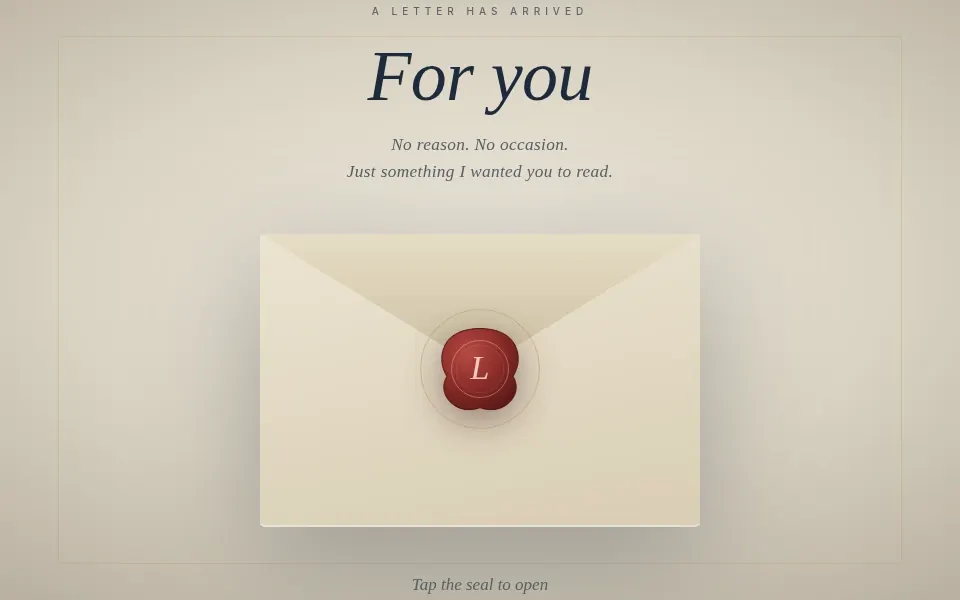 A LETTER HAS ARRIVED
For you
No reason. No occasion.
Just something I wanted you to read.
L
Tap the seal to open